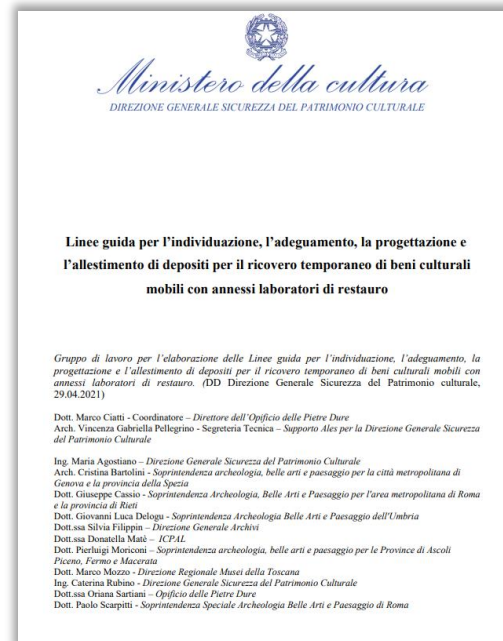 Ministero della cultura
DIREZIONE GENERALE SICUREZZA DEL PATRIMONIO CULTURALE
Linee guida per l'individuazione, l'adeguamento, la progettazione e
l'allestimento di depositi per il ricovero temporaneo di beni culturali
mobili con annessi laboratori di restauro
Gruppo di lavoro per l'elaborazione delle Linee guida per l'individuazione, l'adeguamento, la
progettazione e l'allestimento di depositi per il ricovero temporaneo di beni culturali mobili con
annessi laboratori di restauro. (DD Direzione Generale Sicurezza del Patrimonio culturale,
29.04.2021)
Dott. Marco Ciatti - Coordinatore – Direttore dell'Opificio delle Pietre Dure
Arch. Vincenza Gabriella Pellegrino - Segreteria Tecnica – Supporto Ales per la Direzione Generale Sicurezza
del Patrimonio Culturale
Ing. Maria Agostiano – Direzione Generale Sicurezza del Patrimonio Culturale
Arch. Cristina Bartolini - Soprintendenza archeologia, belle arti e paesaggio per la città metropolitana di
Genova e la provincia della Spezia
Dott. Giuseppe Cassio - Soprintendenza Archeologia, Belle Arti e Paesaggio per l'area metropolitana di Roma
e la provincia di Rieti
Dott. Giovanni Luca Delogu - Soprintendenza Archeologia Belle Arti e Paesaggio dell'Umbria
Dott.ssa Silvia Filippin – Direzione Generale Archivi
Dott.ssa Donatella Matè – ICPAL
Dott. Pierluigi Moriconi – Soprintendenza archeologia, belle arti e paesaggio per le Province di Ascoli
Piceno, Fermo e Macerata
Dott. Marco Mozzo - Direzione Regionale Musei della Toscana
Ing. Caterina Rubino - Direzione Generale Sicurezza del Patrimonio Culturale
Dott.ssa Oriana Sartiani – Opificio delle Pietre Dure
Dott. Paolo Scarpitti - Soprintendenza Speciale Archeologia Belle Arti e Paesaggio di Roma